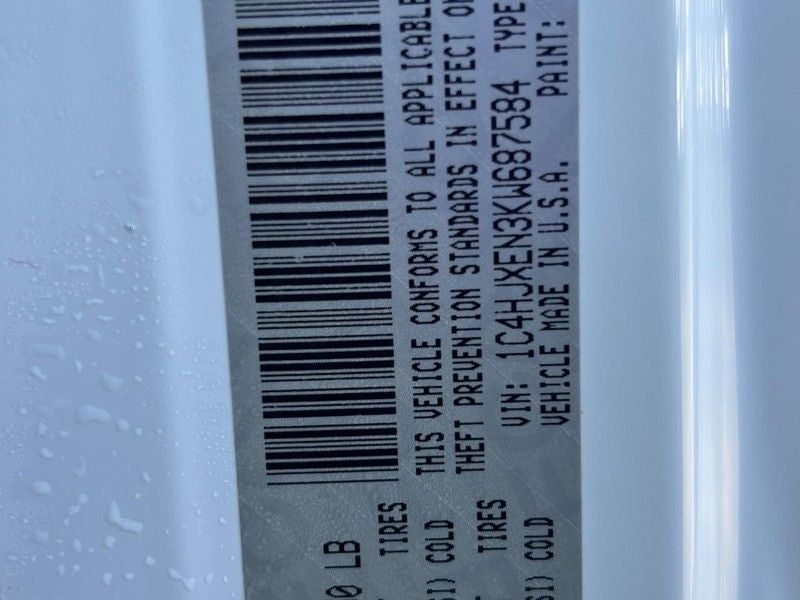 THIS VEHICLE CONFORMS TO ALL APPLICABLE
THEFT PREVENTION STANDARDS IN EFFECT ON
VIN: 1C4HJXEN3KW687584 TYPE
VEHICLE MADE IN U.S.A. PAINT:
LB
TIRES
COLD
TIRES
COLD